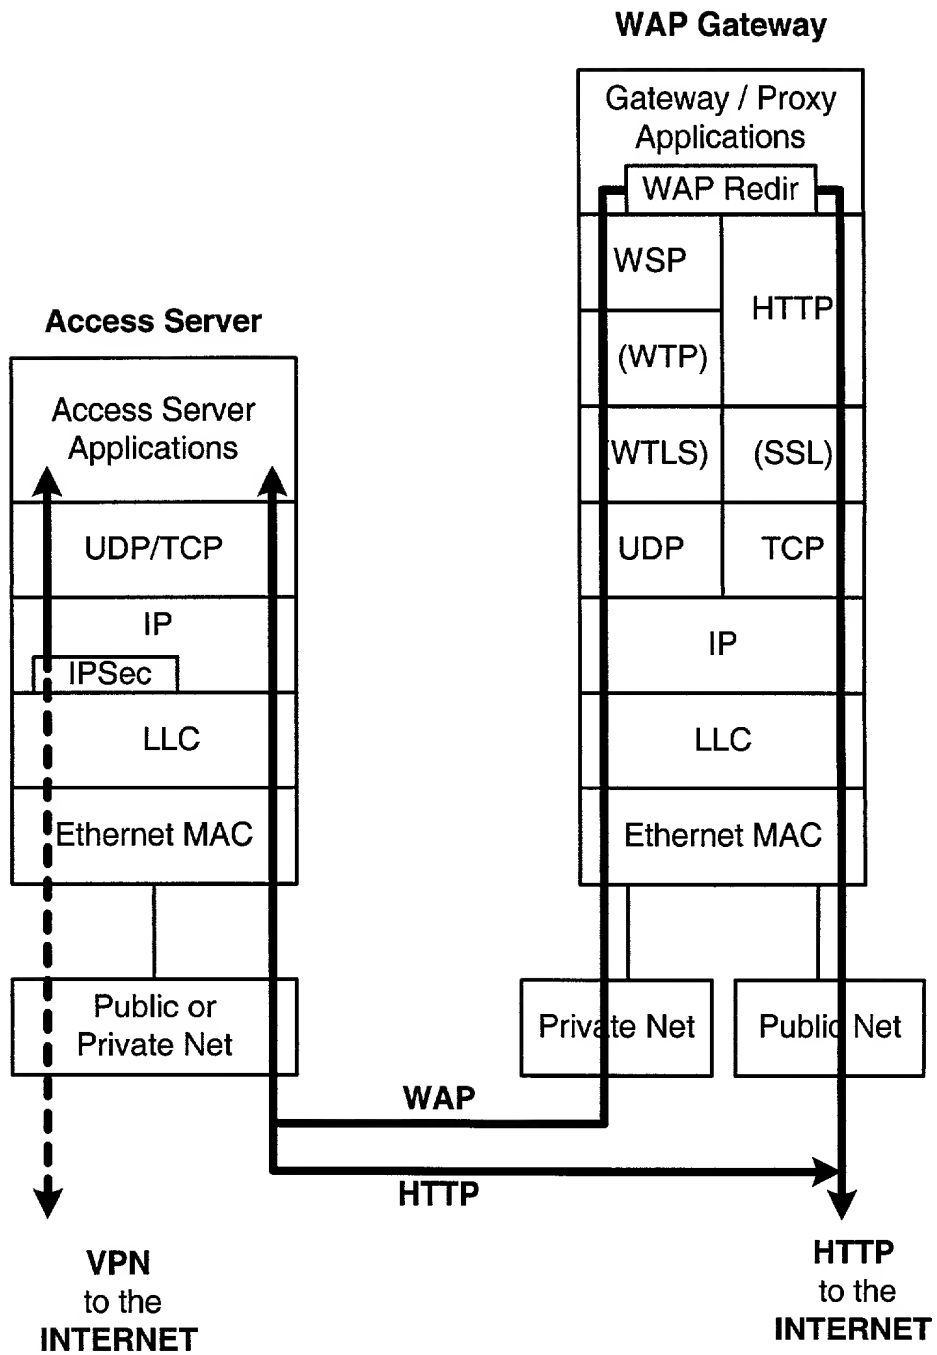 WAP Gateway
Gateway / Proxy
Applications
WAP Redir
WSP
HTTP
(WTP)
(WTLS)
(SSL)
UDP
TCP
IP
LLC
Ethernet MAC
Private Net
Public Net
Access Server
Access Server
Applications
UDP/TCP
IP
IPSec
LLC
Ethernet MAC
Public or
Private Net
WAP
HTTP
VPN
to the
INTERNET
HTTP
to the
INTERNET